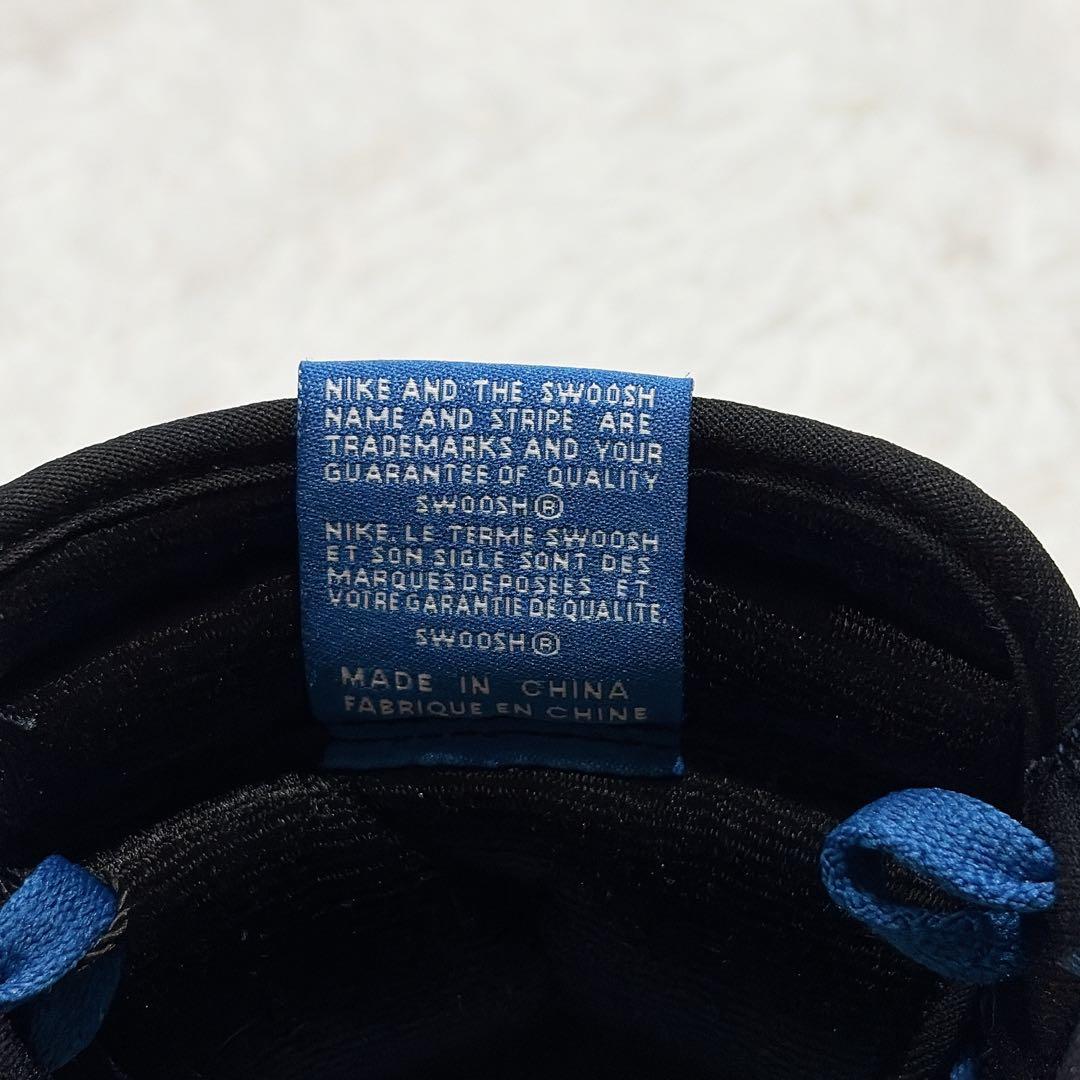 NIKE AND THE SWOOSH
NAME AND STRIPE ARE
TRADEMARKS AND YOUR
GUARANTEE OF QUALITY
SWOOSH®
NIKE, LE TERME SWOOSH
ET SON SIGLE SONT DES
MARQUES DEPOSEES ET
VOTRE GARANTIE DE QUALITE.
SWOOSH®
MADE IN CHINA
FABRIQUE EN CHINE